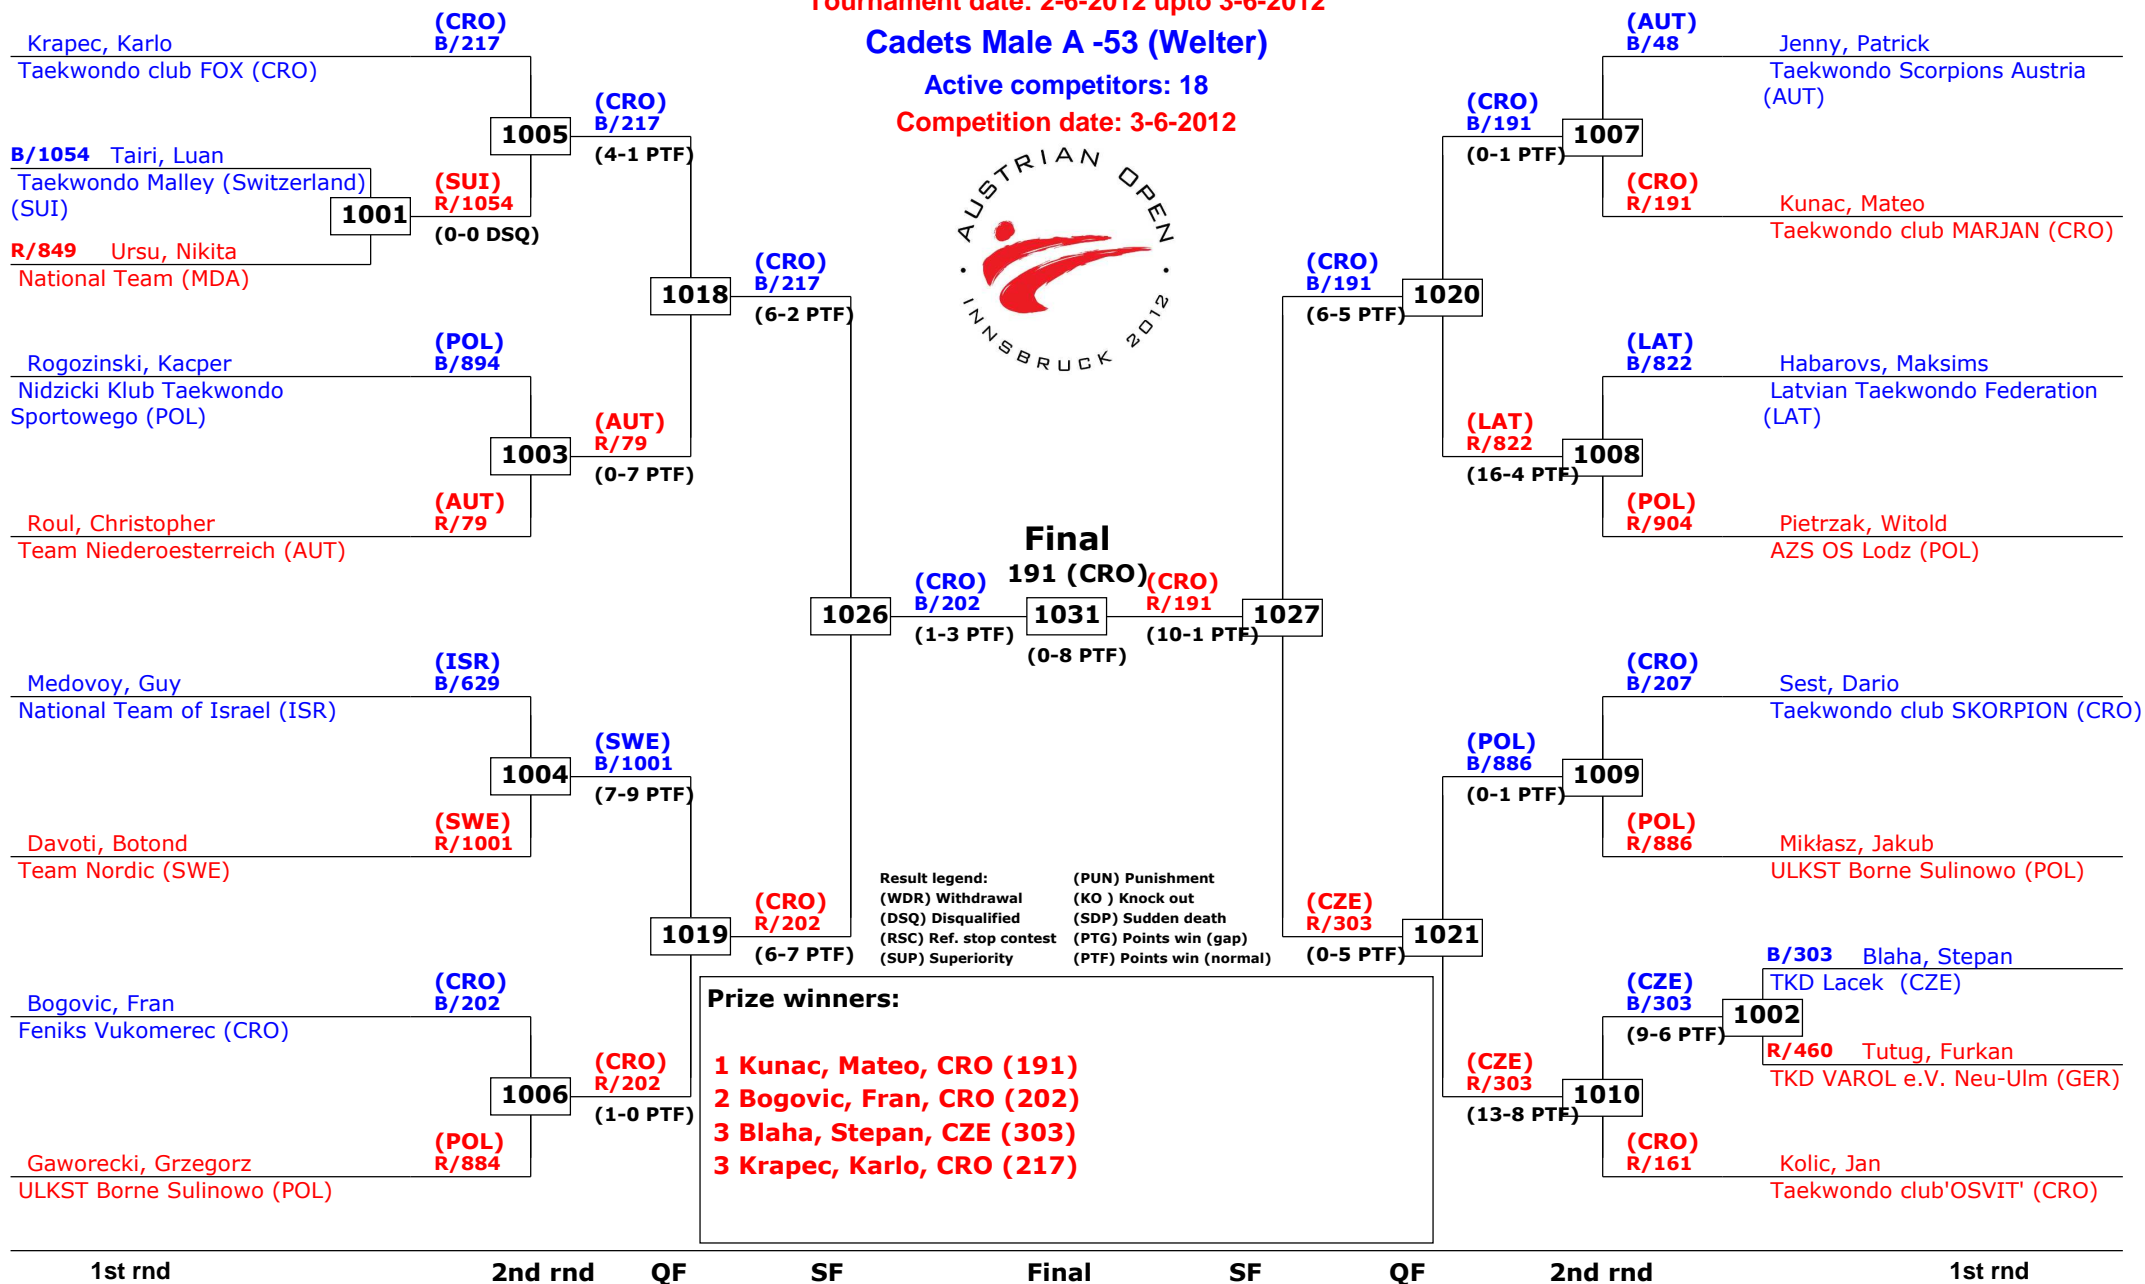 Tournament date: 2-6-2012 upto 3-6-2012
Cadets Male A -53 (Welter)
Active competitors: 18
Competition date: 3-6-2012
AUSTRIAN OPEN
· INNSBRUCK 2012 ·
Krapec, Karlo
(CRO)
B/217
Taekwondo club FOX (CRO)
1005
(CRO)
B/217
(4-1 PTF)
B/1054 Tairi, Luan
Taekwondo Malley (Switzerland)
(SUI)
1001
(SUI)
R/1054
(0-0 DSQ)
R/849 Ursu, Nikita
National Team (MDA)
1018
(CRO)
B/217
(6-2 PTF)
Rogozinski, Kacper
(POL)
B/894
Nidzicki Klub Taekwondo
Sportowego (POL)
1003
(AUT)
R/79
(0-7 PTF)
Roul, Christopher
(AUT)
R/79
Team Niederoesterreich (AUT)
1026
(CRO)
B/202
(1-3 PTF)
Medovoy, Guy
(ISR)
B/629
National Team of Israel (ISR)
1004
(SWE)
B/1001
(7-9 PTF)
Davoti, Botond
(SWE)
R/1001
Team Nordic (SWE)
1019
(CRO)
R/202
(6-7 PTF)
Bogovic, Fran
(CRO)
B/202
Feniks Vukomerec (CRO)
1006
(CRO)
R/202
(1-0 PTF)
Gaworecki, Grzegorz
(POL)
R/884
ULKST Borne Sulinowo (POL)
Final
191 (CRO)
1031
(0-8 PTF)
(CRO)
R/191
(10-1 PTF)
1027
(AUT)
B/48
Jenny, Patrick
Taekwondo Scorpions Austria
(AUT)
(CRO)
B/191
(0-1 PTF)
1007
(CRO)
R/191
Kunac, Mateo
Taekwondo club MARJAN (CRO)
(CRO)
B/191
(6-5 PTF)
1020
(LAT)
B/822
Habarovs, Maksims
Latvian Taekwondo Federation
(LAT)
(LAT)
R/822
(16-4 PTF)
1008
(POL)
R/904
Pietrzak, Witold
AZS OS Lodz (POL)
(CRO)
B/207
Sest, Dario
Taekwondo club SKORPION (CRO)
(POL)
B/886
(0-1 PTF)
1009
(POL)
R/886
Mikłasz, Jakub
ULKST Borne Sulinowo (POL)
(CZE)
R/303
(0-5 PTF)
1021
B/303 Blaha, Stepan
TKD Lacek (CZE)
(CZE)
B/303
(9-6 PTF)
1002
R/460 Tutug, Furkan
TKD VAROL e.V. Neu-Ulm (GER)
(CZE)
R/303
(13-8 PTF)
1010
(CRO)
R/161
Kolic, Jan
Taekwondo club'OSVIT' (CRO)
Result legend: (PUN) Punishment
(WDR) Withdrawal (KO ) Knock out
(DSQ) Disqualified (SDP) Sudden death
(RSC) Ref. stop contest (PTG) Points win (gap)
(SUP) Superiority (PTF) Points win (normal)
Prize winners:
1 Kunac, Mateo, CRO (191)
2 Bogovic, Fran, CRO (202)
3 Blaha, Stepan, CZE (303)
3 Krapec, Karlo, CRO (217)
1st rnd 2nd rnd QF SF Final SF QF 2nd rnd 1st rnd